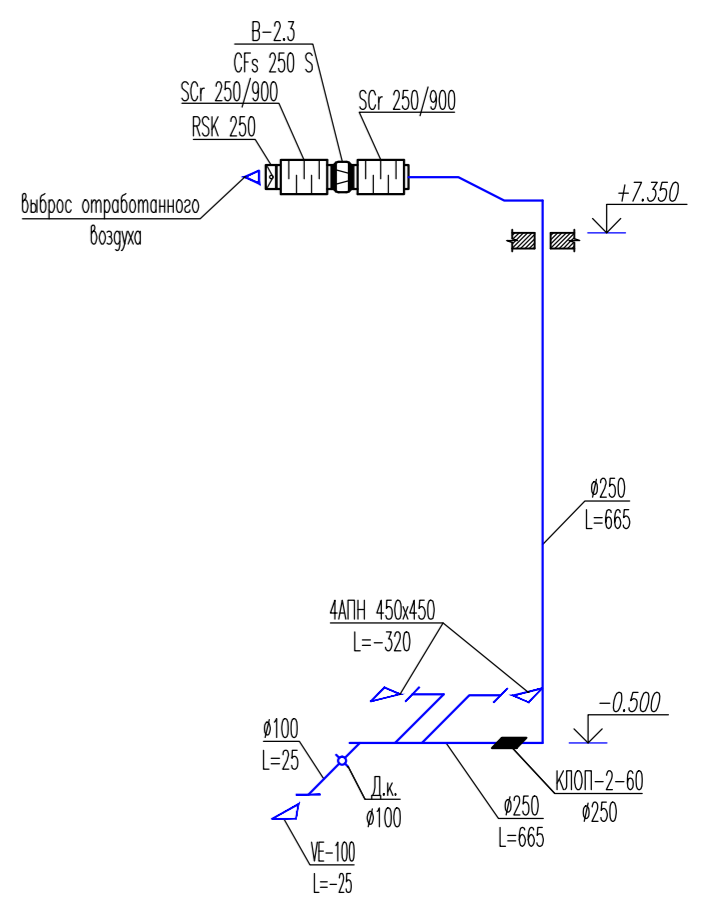 В-2.3
CFs 250 S
SCr 250/900
SCr 250/900
RSK 250
выброс отработанного
воздуха
+7.350
ø250
L=665
4АПН 450х450
L=-320
-0.500
ø100
L=25
Д.к.
ø100
КЛОП-2-60
ø250
ø250
L=665
VE-100
L=-25